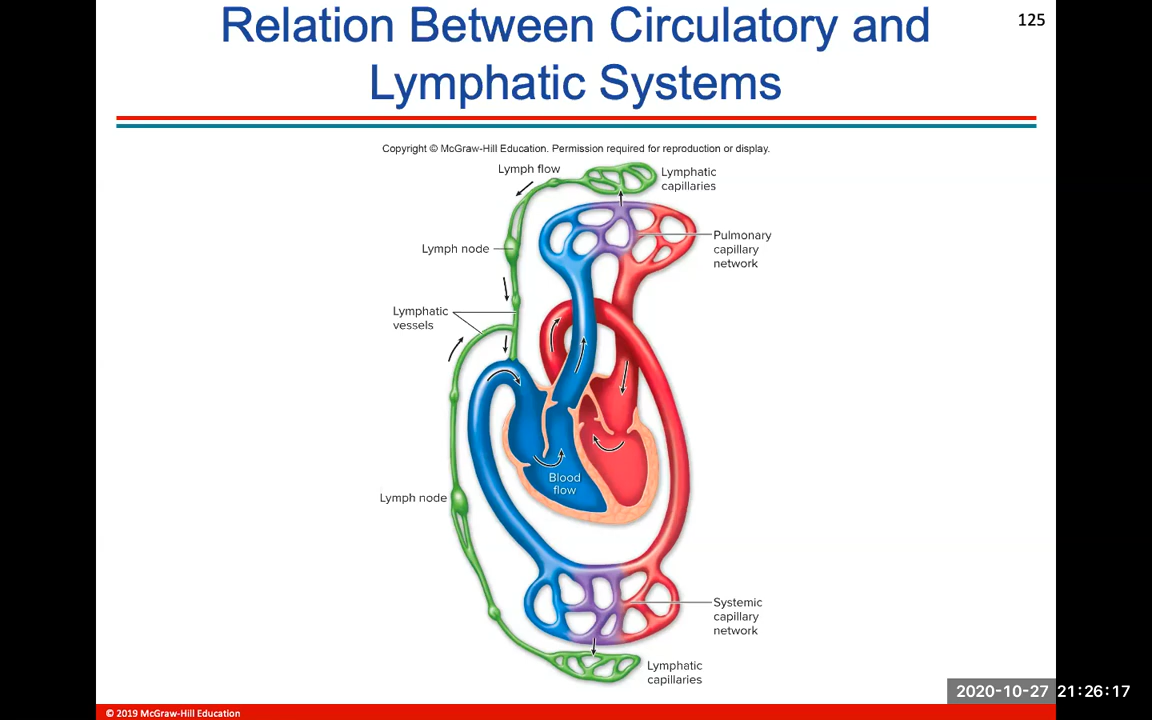 Relation Between Circulatory and
Lymphatic Systems
125
Copyright © McGraw-Hill Education. Permission required for reproduction or display.
Lymph flow
Lymphatic
capillaries
Pulmonary
capillary
network
Lymph node
Lymphatic
vessels
Blood
flow
Lymph node
Systemic
capillary
network
Lymphatic
capillaries
2020-10-27 21:26:17
© 2019 McGraw-Hill Education